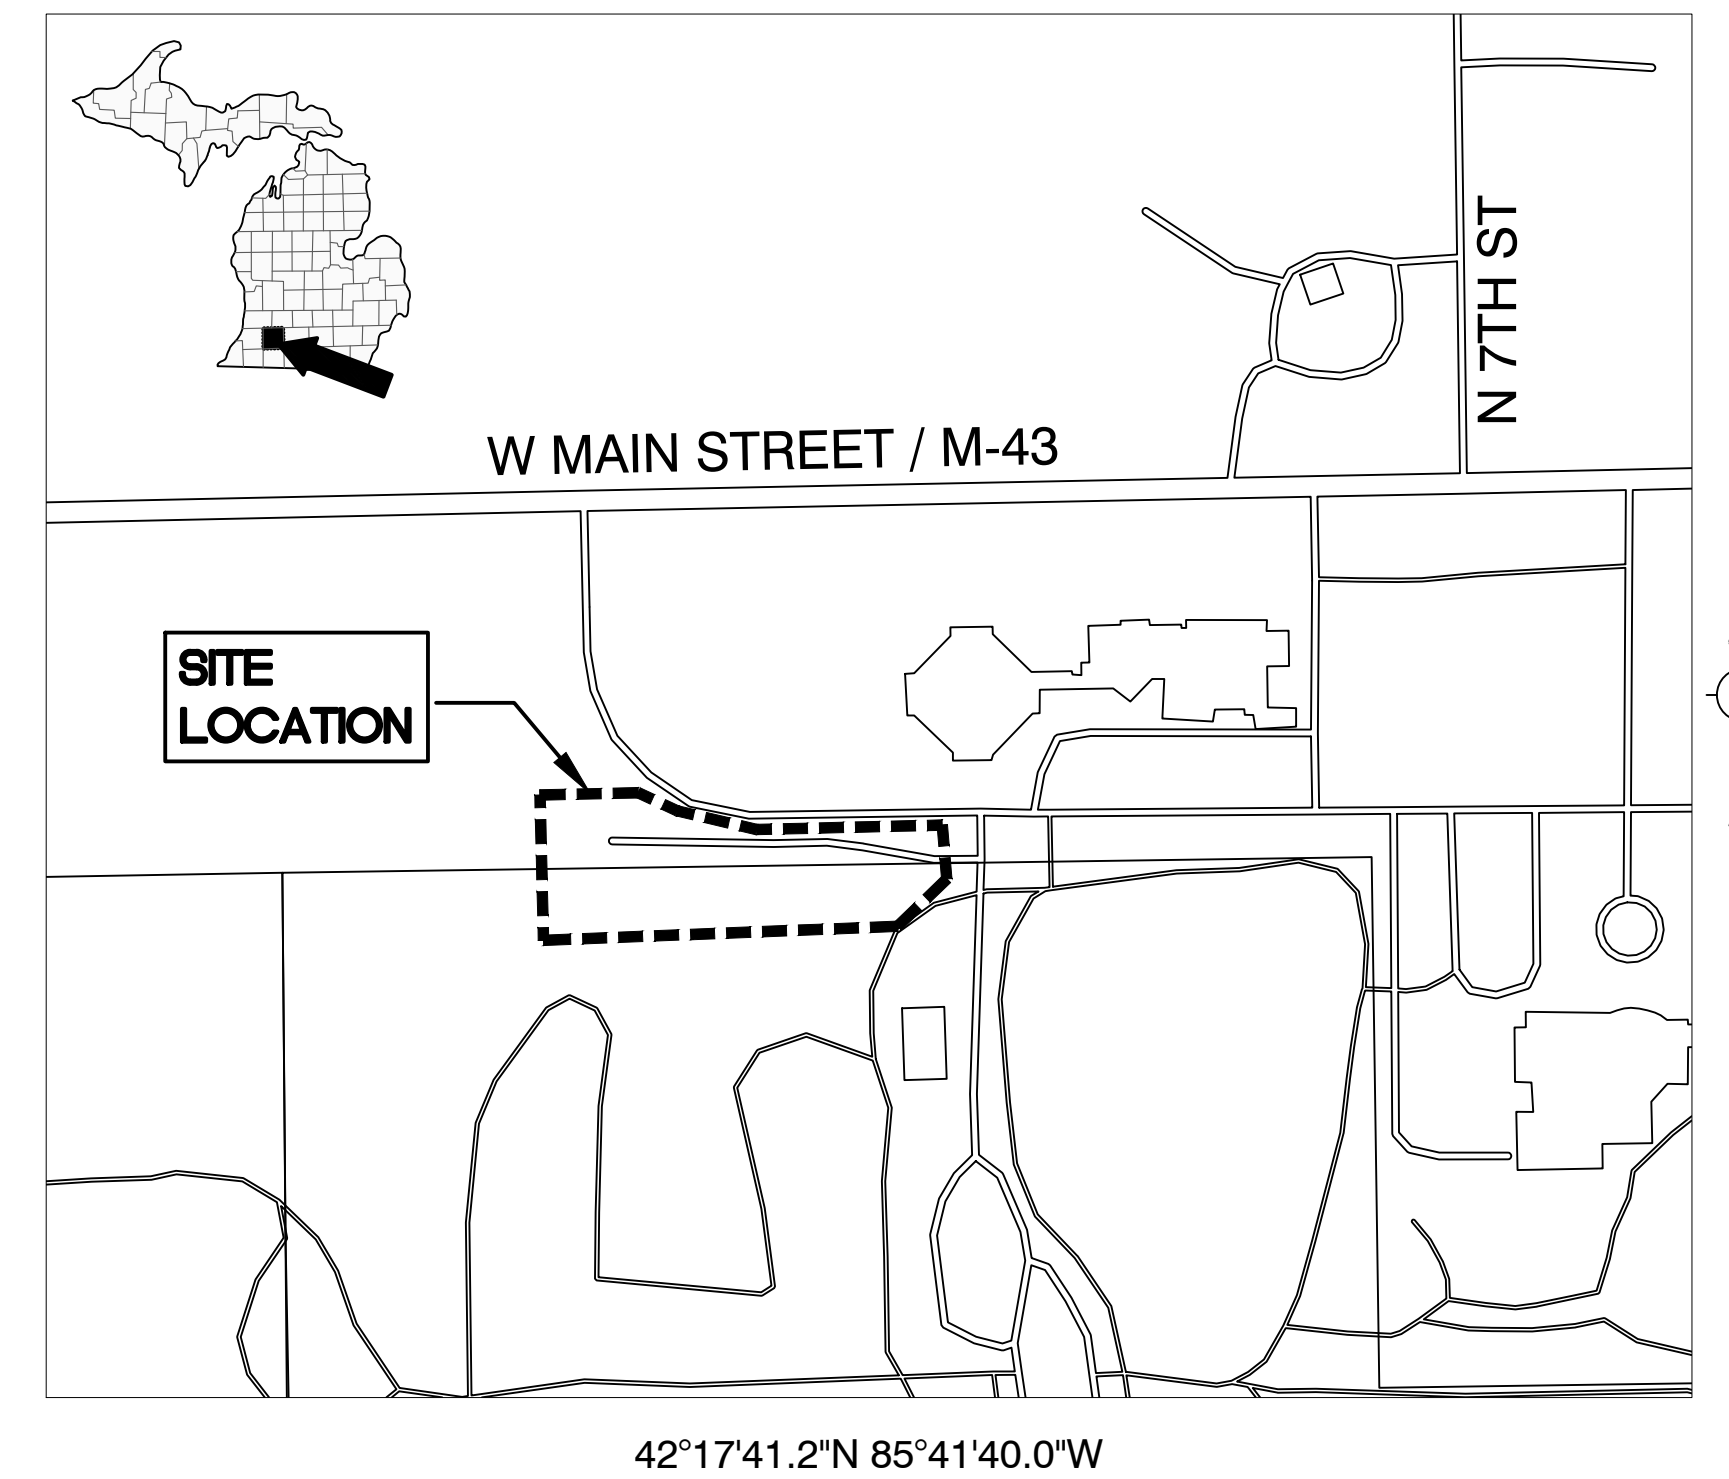 N 7TH ST
W MAIN STREET / M-43
SITE
LOCATION
42°17'41.2"N 85°41'40.0"W